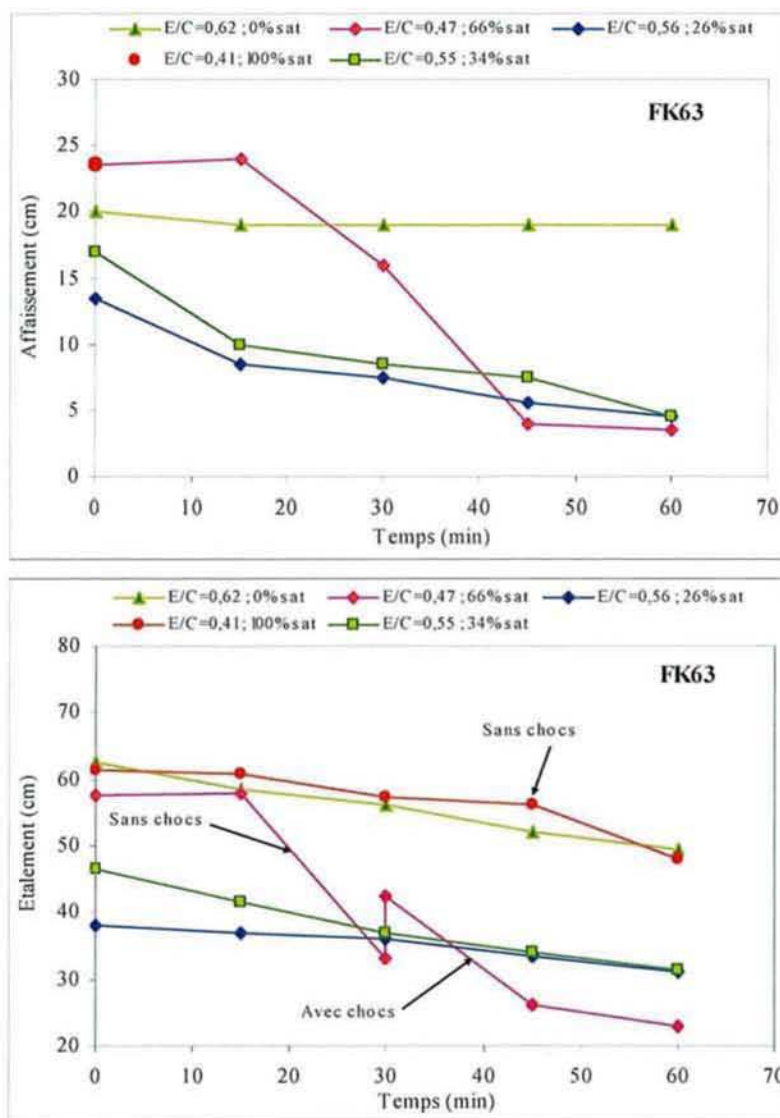 E/C=0,62 ; 0%sat E/C=0,47 ; 66%sat E/C=0,56 ; 26%sat
E/C=0,41 ; 100%sat E/C=0,55 ; 34%sat
FK63
30
25
20
15
10
5
0
Affaissement (cm)
0 10 20 30 40 50 60 70
Temps (min)
E/C=0,62 ; 0%sat E/C=0,47 ; 66%sat E/C=0,56 ; 26%sat
E/C=0,41 ; 100%sat E/C=0,55 ; 34%sat
FK63
80
70
60
50
40
30
20
Etalement (cm)
Sans chocs
Sans chocs
Avec chocs
0 10 20 30 40 50 60 70
Temps (min)